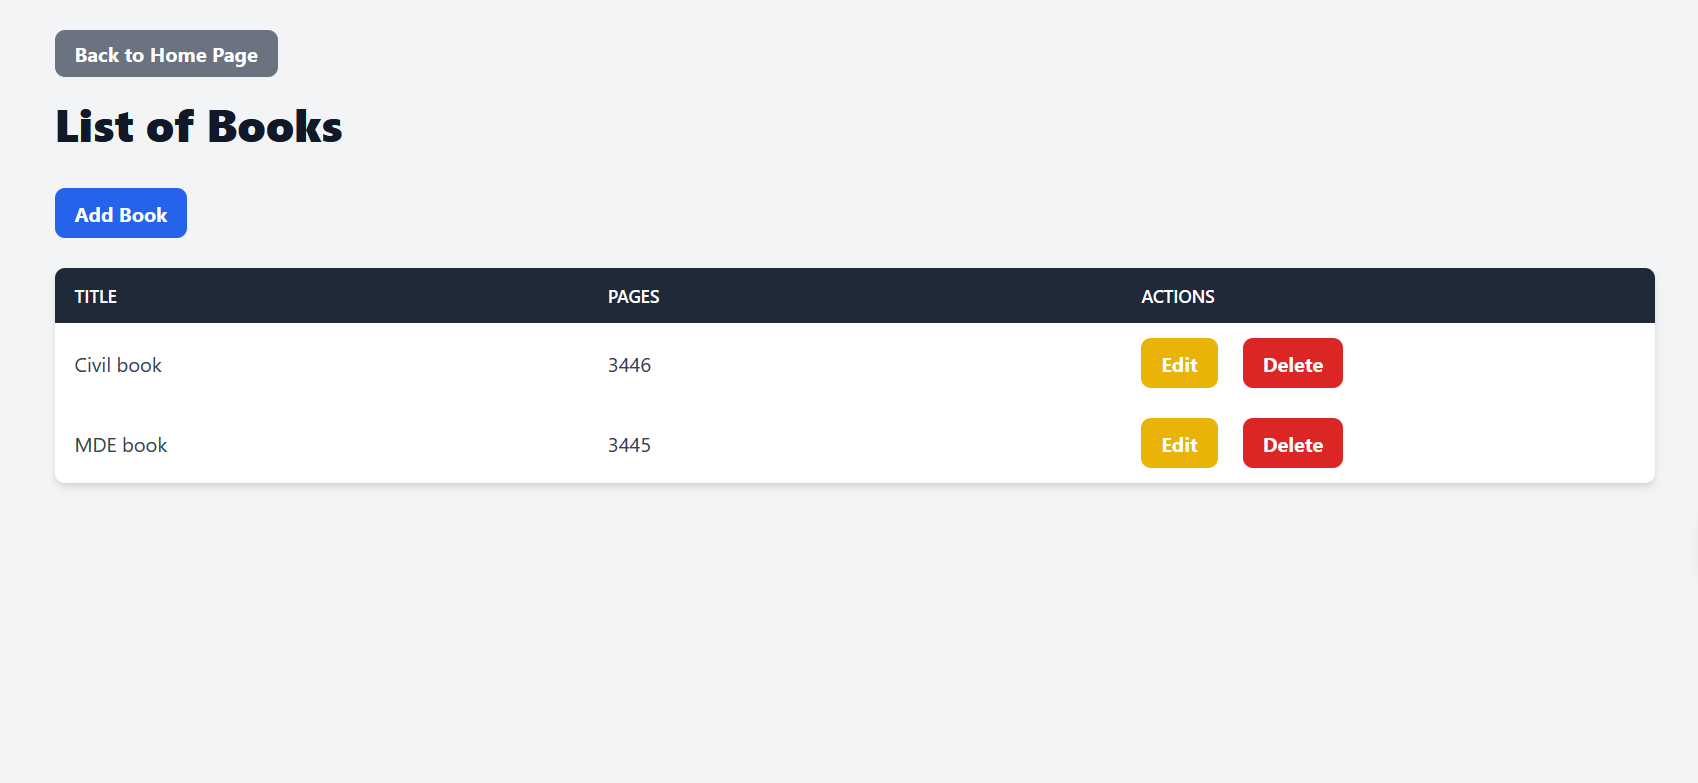 Back to Home Page
List of Books
Add Book
TITLE PAGES ACTIONS
Civil book 3446 Edit Delete
MDE book 3445 Edit Delete